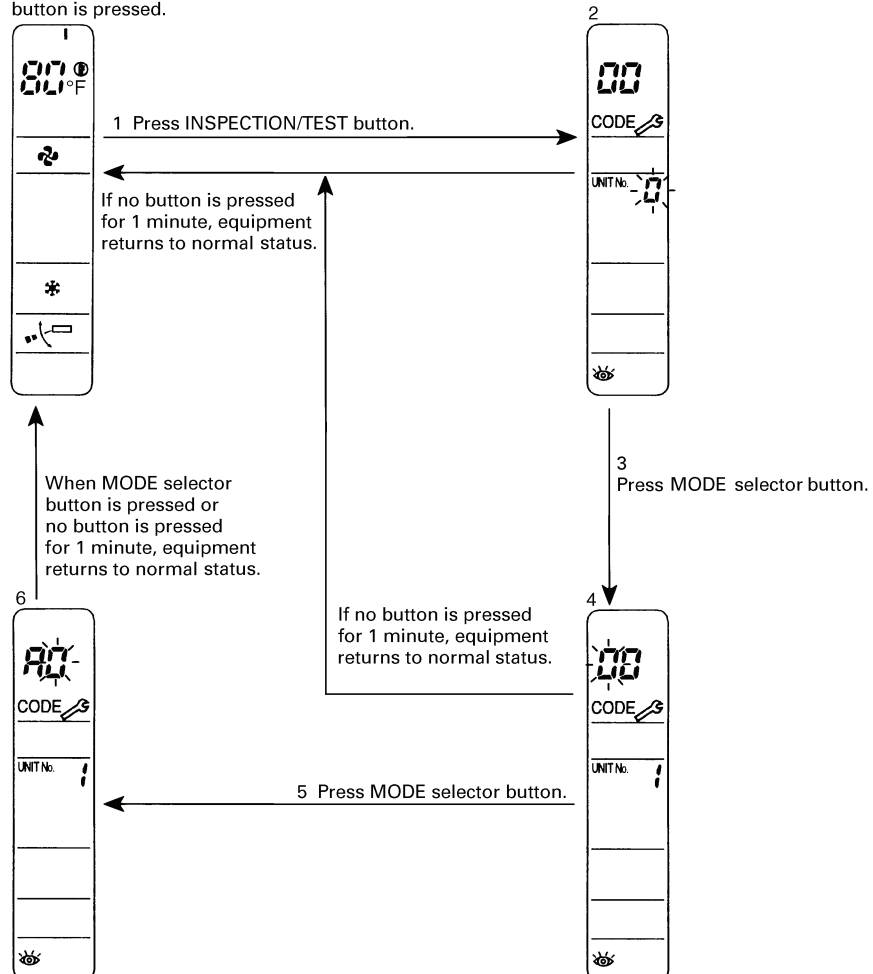 button is pressed.
80 °F
1 Press INSPECTION/TEST button.
If no button is pressed
for 1 minute, equipment
returns to normal status.
2
00
CODE
UNIT No. 0
3
Press MODE selector button.
When MODE selector
button is pressed or
no button is pressed
for 1 minute, equipment
returns to normal status.
If no button is pressed
for 1 minute, equipment
returns to normal status.
4
00
CODE
UNIT No. 1
5 Press MODE selector button.
6
A0
CODE
UNIT No. 1